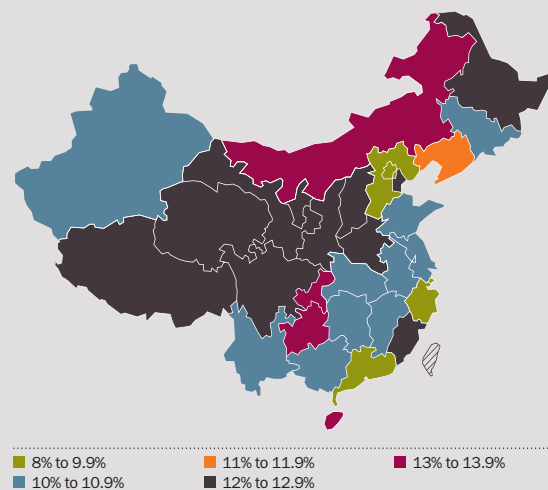 8% to 9.9%
11% to 11.9%
13% to 13.9%
10% to 10.9%
12% to 12.9%